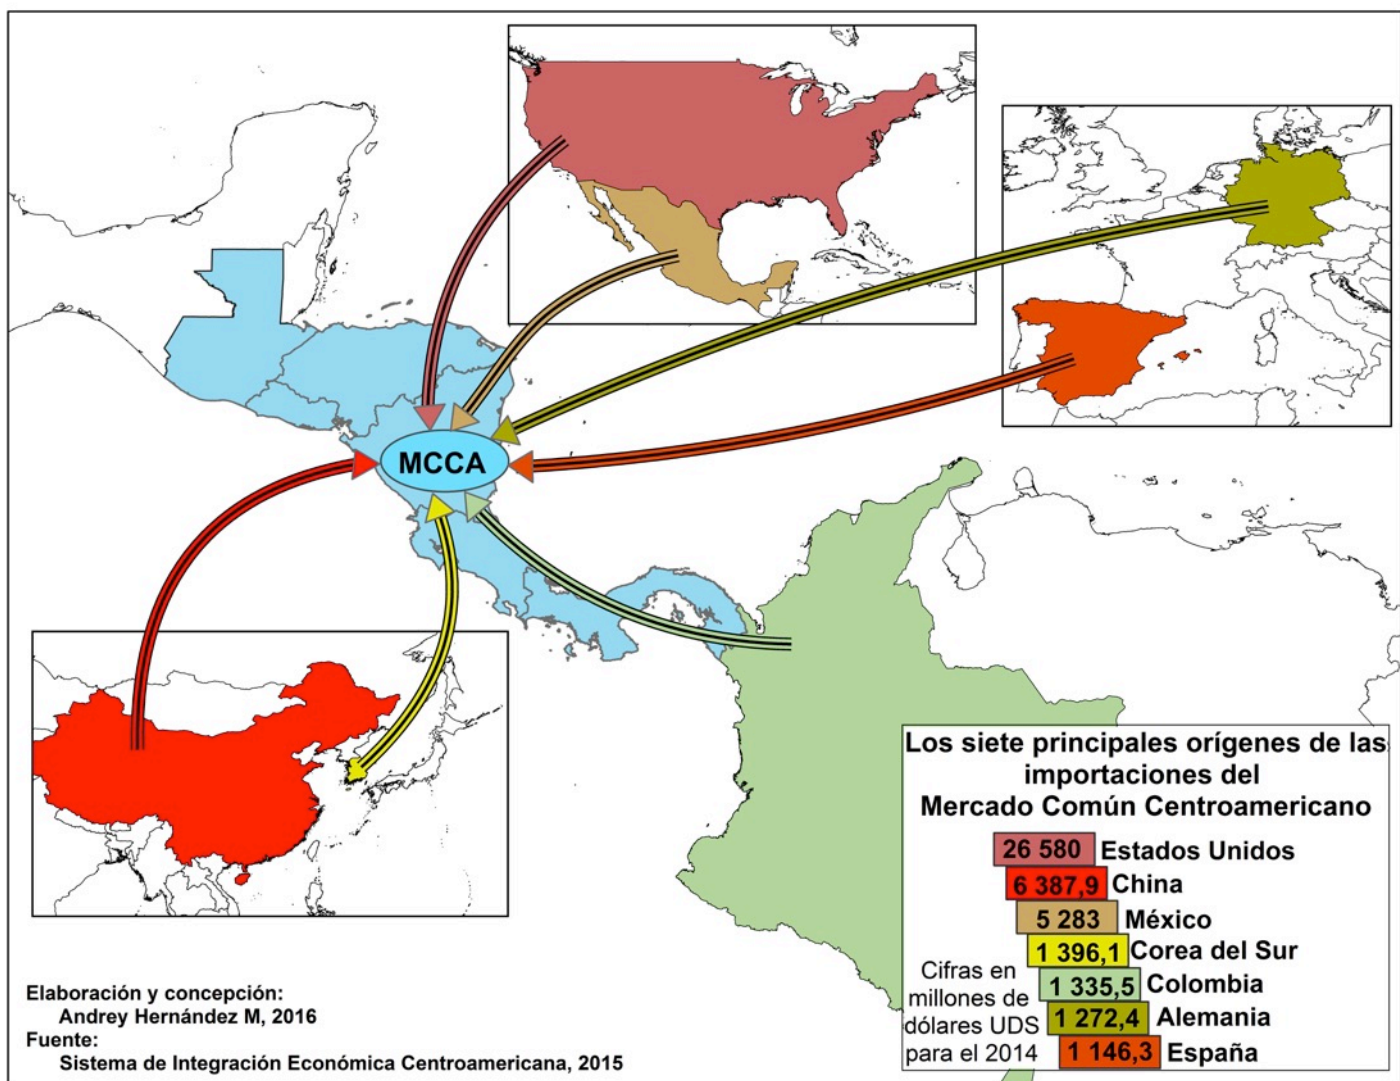 MCCA
Los siete principales orígenes de las
importaciones del
Mercado Común Centroamericano
26 580 Estados Unidos
6 387,9 China
5 283 México
1 396,1 Corea del Sur
1 335,5 Colombia
1 272,4 Alemania
1 146,3 España
Cifras en
millones de
dólares UDS
para el 2014
Elaboración y concepción:
Andrey Hernández M, 2016
Fuente:
Sistema de Integración Económica Centroamericana, 2015